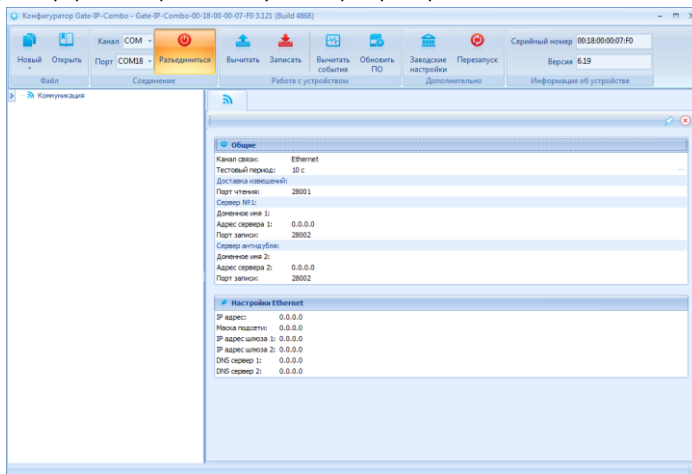 Конфигуратор Gate-IP-Combo - Gate-IP-Combo-00-18-00-00-07-F0 3.121 (Build 4868)
Новый
Открыть
Файл
Канал COM
Порт COM18
Разъединиться
Соединение
Вычитать
Записать
Вычитать события
Обновить ПО
Работа с устройством
Заводские настройки
Перезапуск
Дополнительно
Серийный номер 00:18:00:00:07:F0
Версия 6.19
Информация об устройстве
Коммуникация
Общие
Канал связи: Ethernet
Тестовый период: 10 с
Доставка извещений:
Порт чтения: 28001
Сервер №1:
Доменное имя 1:
Адрес сервера 1: 0.0.0.0
Порт записи: 28002
Сервер антидубля:
Доменное имя 2:
Адрес сервера 2: 0.0.0.0
Порт записи: 28002
Настройки Ethernet
IP адрес: 0.0.0.0
Маска подсети: 0.0.0.0
IP адрес шлюза 1: 0.0.0.0
IP адрес шлюза 2: 0.0.0.0
DNS сервер 1: 0.0.0.0
DNS сервер 2: 0.0.0.0